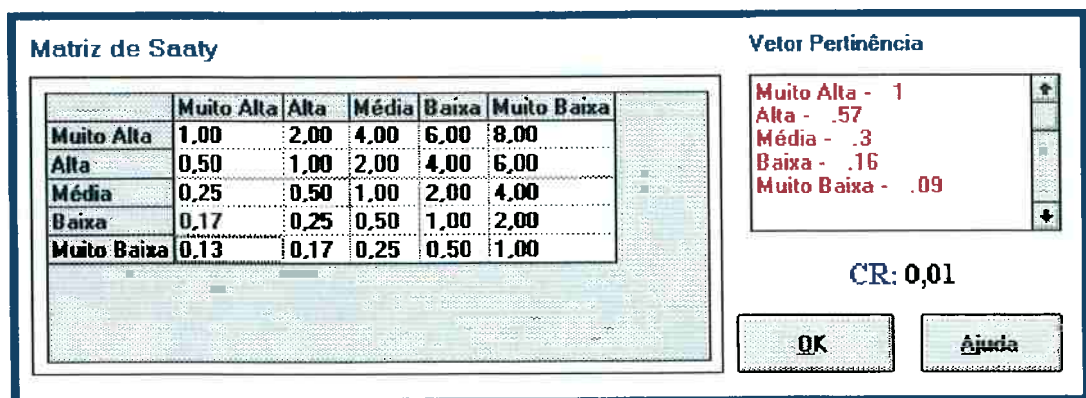 Matriz de Saaty
Muito Alta Alta Média Baixa Muito Baixa
Muito Alta 1,00 2,00 4,00 6,00 8,00
Alta 0,50 1,00 2,00 4,00 6,00
Média 0,25 0,50 1,00 2,00 4,00
Baixa 0,17 0,25 0,50 1,00 2,00
Muito Baixa 0,13 0,17 0,25 0,50 1,00
Vetor Pertinência
Muito Alta - 1
Alta - .57
Média - .3
Baixa - .16
Muito Baixa - .09
CR: 0,01
OK
Ajuda